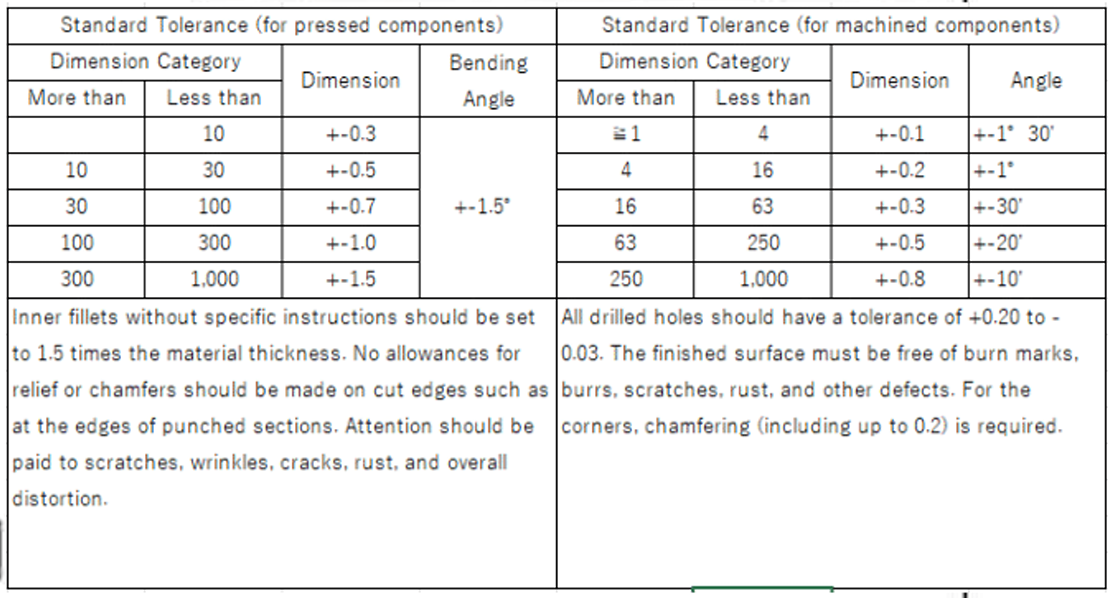 Standard Tolerance (for pressed components)
Standard Tolerance (for machined components)
Dimension Category Dimension Bending Angle
Dimension Category Dimension Angle
More than Less than
More than Less than
10 +-0.3
10 30 +-0.5
30 100 +-0.7 +-1.5°
100 300 +-1.0
300 1,000 +-1.5
≧1 4 +-0.1 +-1° 30'
4 16 +-0.2 +-1°
16 63 +-0.3 +-30'
63 250 +-0.5 +-20'
250 1,000 +-0.8 +-10'
Inner fillets without specific instructions should be set
to 1.5 times the material thickness. No allowances for
relief or chamfers should be made on cut edges such as
at the edges of punched sections. Attention should be
paid to scratches, wrinkles, cracks, rust, and overall
distortion.
All drilled holes should have a tolerance of +0.20 to -
0.03. The finished surface must be free of burn marks,
burrs, scratches, rust, and other defects. For the
corners, chamfering (including up to 0.2) is required.